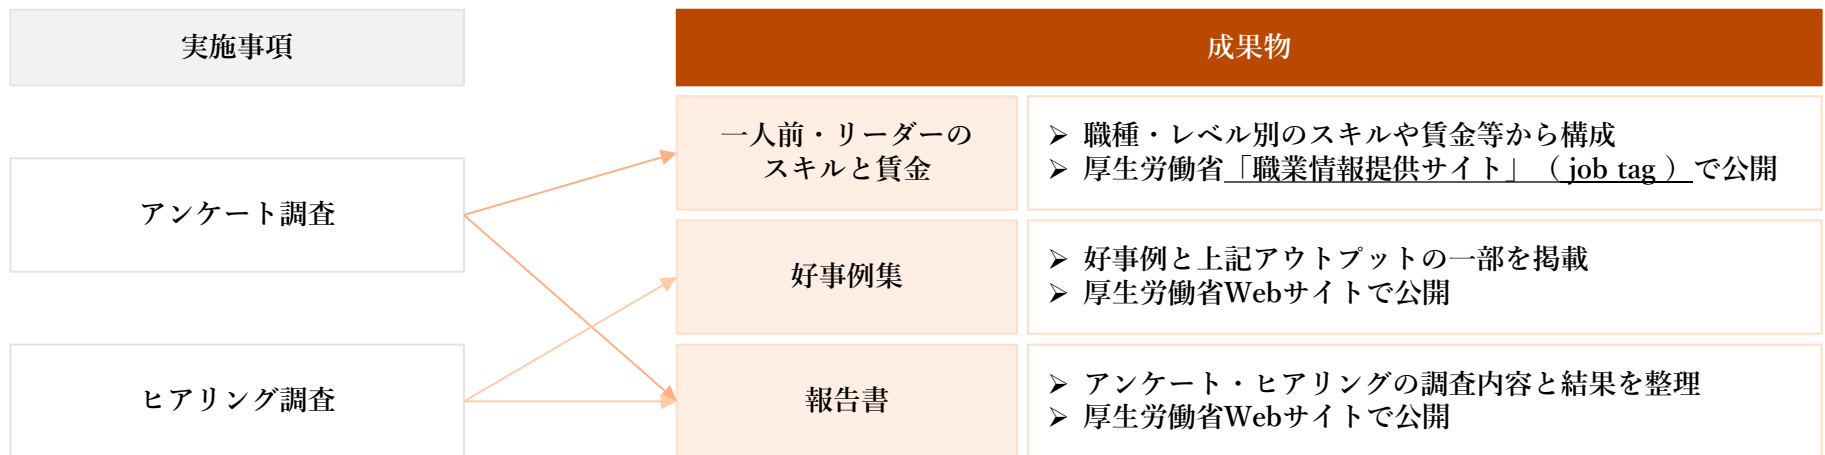 実施事項
成果物
アンケート調査
ヒアリング調査
一人前・リーダーの
スキルと賃金
➢ 職種・レベル別のスキルや賃金等から構成
➢ 厚生労働省「職業情報提供サイト」（ job tag ）で公開
好事例集
➢ 好事例と上記アウトプットの一部を掲載
➢ 厚生労働省Webサイトで公開
報告書
➢ アンケート・ヒアリングの調査内容と結果を整理
➢ 厚生労働省Webサイトで公開